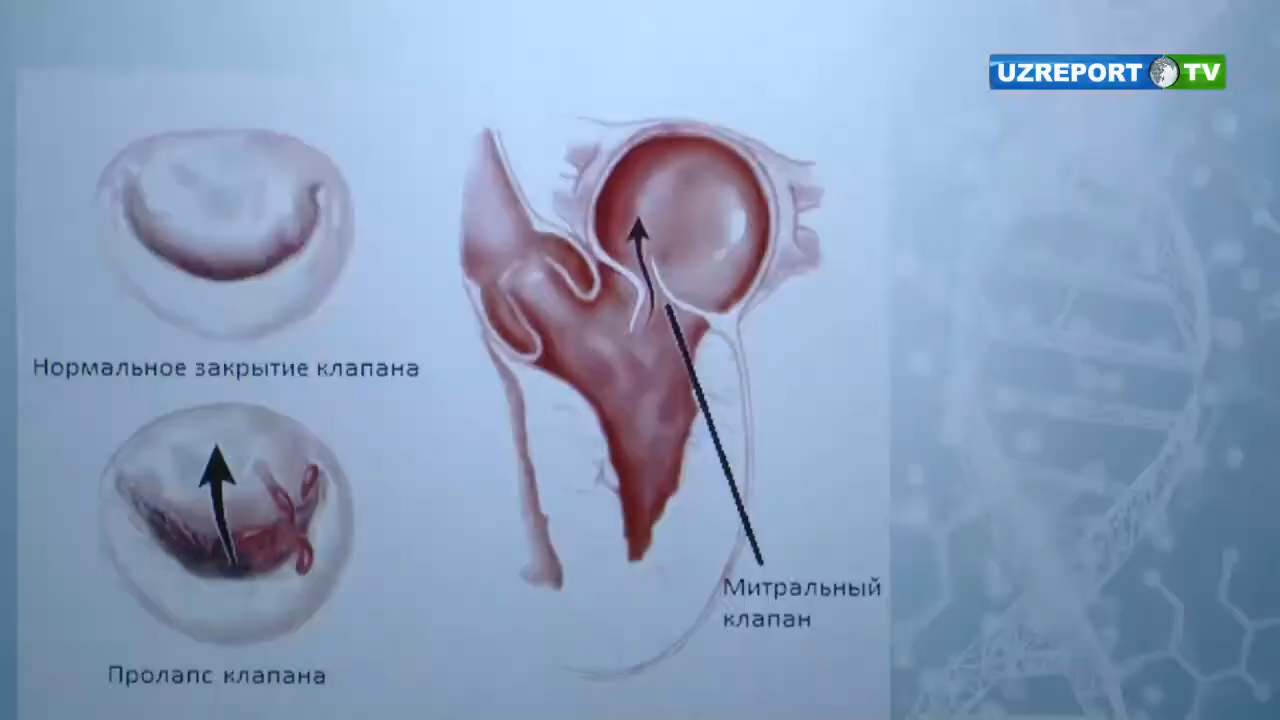 UZREPORT TV
Нормальное закрытие клапана
Пролапс клапана
Митральный
клапан